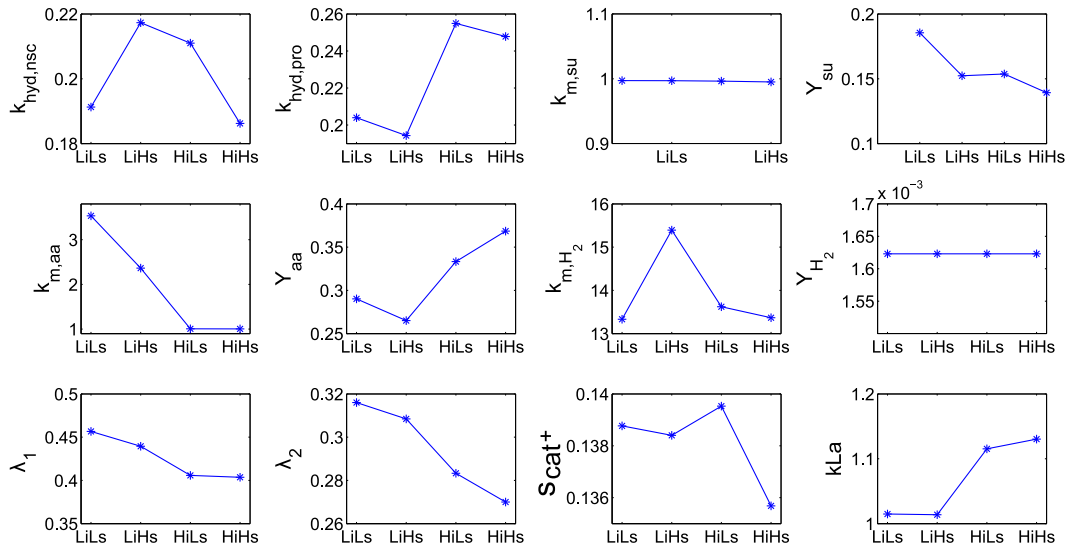 k_hyd,nsc
0.22
0.2
0.18
LiLs LiHs HiLs HiHs
k_hyd,pro
0.26
0.24
0.22
0.2
LiLs LiHs HiLs HiHs
k_m,su
1.1
1
0.9
LiLs LiHs
Y_su
0.2
0.15
0.1
LiLs LiHs HiLs HiHs
k_m,aa
3
2
1
LiLs LiHs HiLs HiHs
Y_aa
0.4
0.35
0.3
0.25
LiLs LiHs HiLs HiHs
k_m,H_2
16
15
14
13
LiLs LiHs HiLs HiHs
Y_H_2
x 10⁻³
1.7
1.65
1.6
1.55
LiLs LiHs HiLs HiHs
λ_1
0.5
0.45
0.4
0.35
LiLs LiHs HiLs HiHs
λ_2
0.32
0.3
0.28
0.26
LiLs LiHs HiLs HiHs
s_cat+
0.14
0.138
0.136
LiLs LiHs HiLs HiHs
kLa
1.2
1.1
1
LiLs LiHs HiLs HiHs